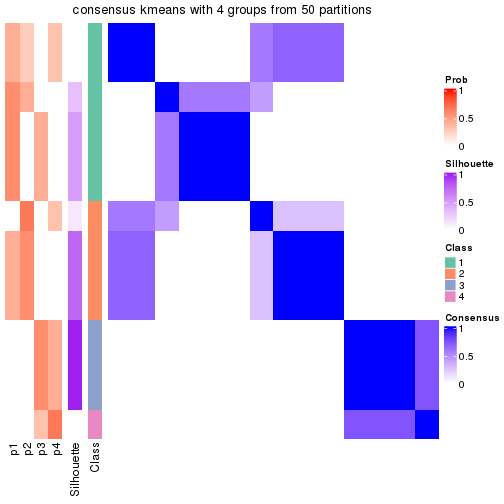 consensus kmeans with 4 groups from 50 partitions
Prob
1
0.5
0
Silhouette
1
0.5
0
Class
1
2
3
4
Consensus
1
0.5
0
p1
p2
p3
p4
Silhouette
Class